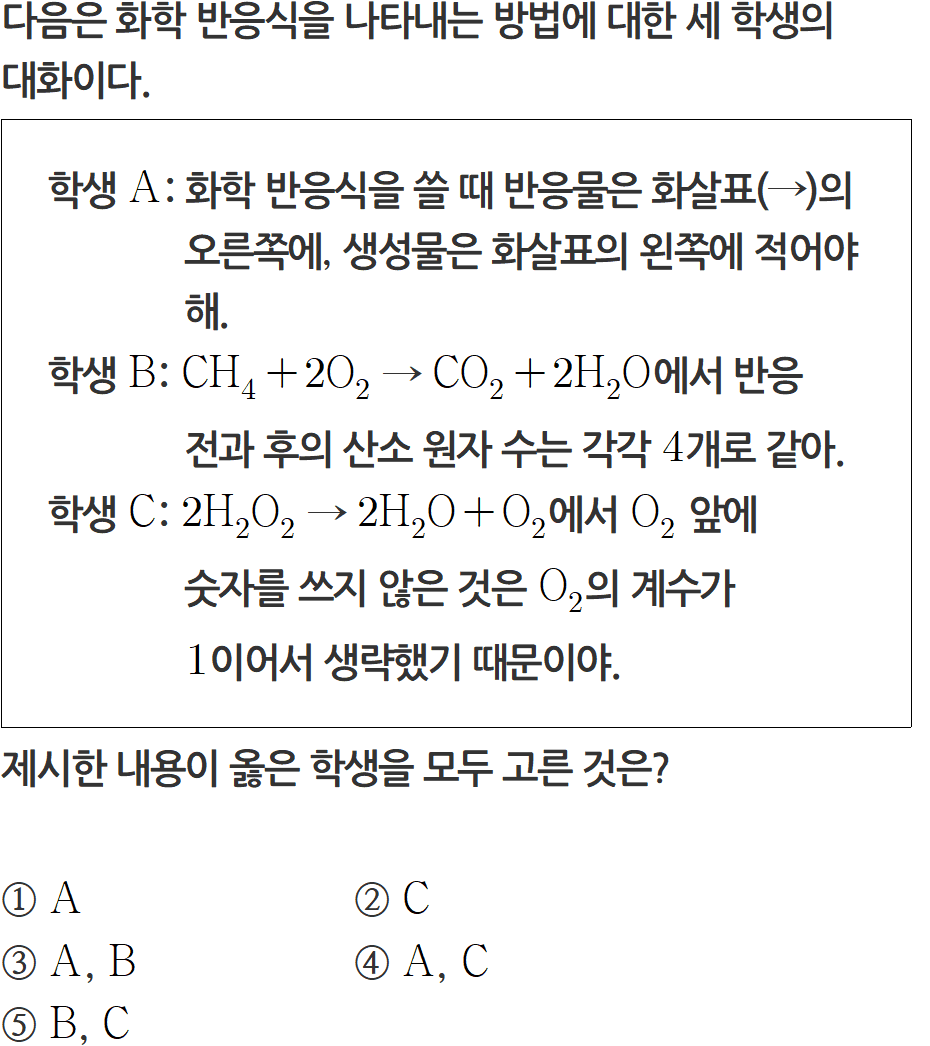 다음은 화학 반응식을 나타내는 방법에 대한 세 학생의
대화이다.
학생 A: 화학 반응식을 쓸 때 반응물은 화살표(→)의
오른쪽에, 생성물은 화살표의 왼쪽에 적어야
해.
학생 B: CH₄ + 2O₂ → CO₂ + 2H₂O에서 반응
전과 후의 산소 원자 수는 각각 4개로 같아.
학생 C: 2H₂O₂ → 2H₂O + O₂에서 O₂ 앞에
숫자를 쓰지 않은 것은 O₂의 계수가
1이어서 생략했기 때문이야.
제시한 내용이 옳은 학생을 모두 고른 것은?
① A ② C
③ A, B ④ A, C
⑤ B, C